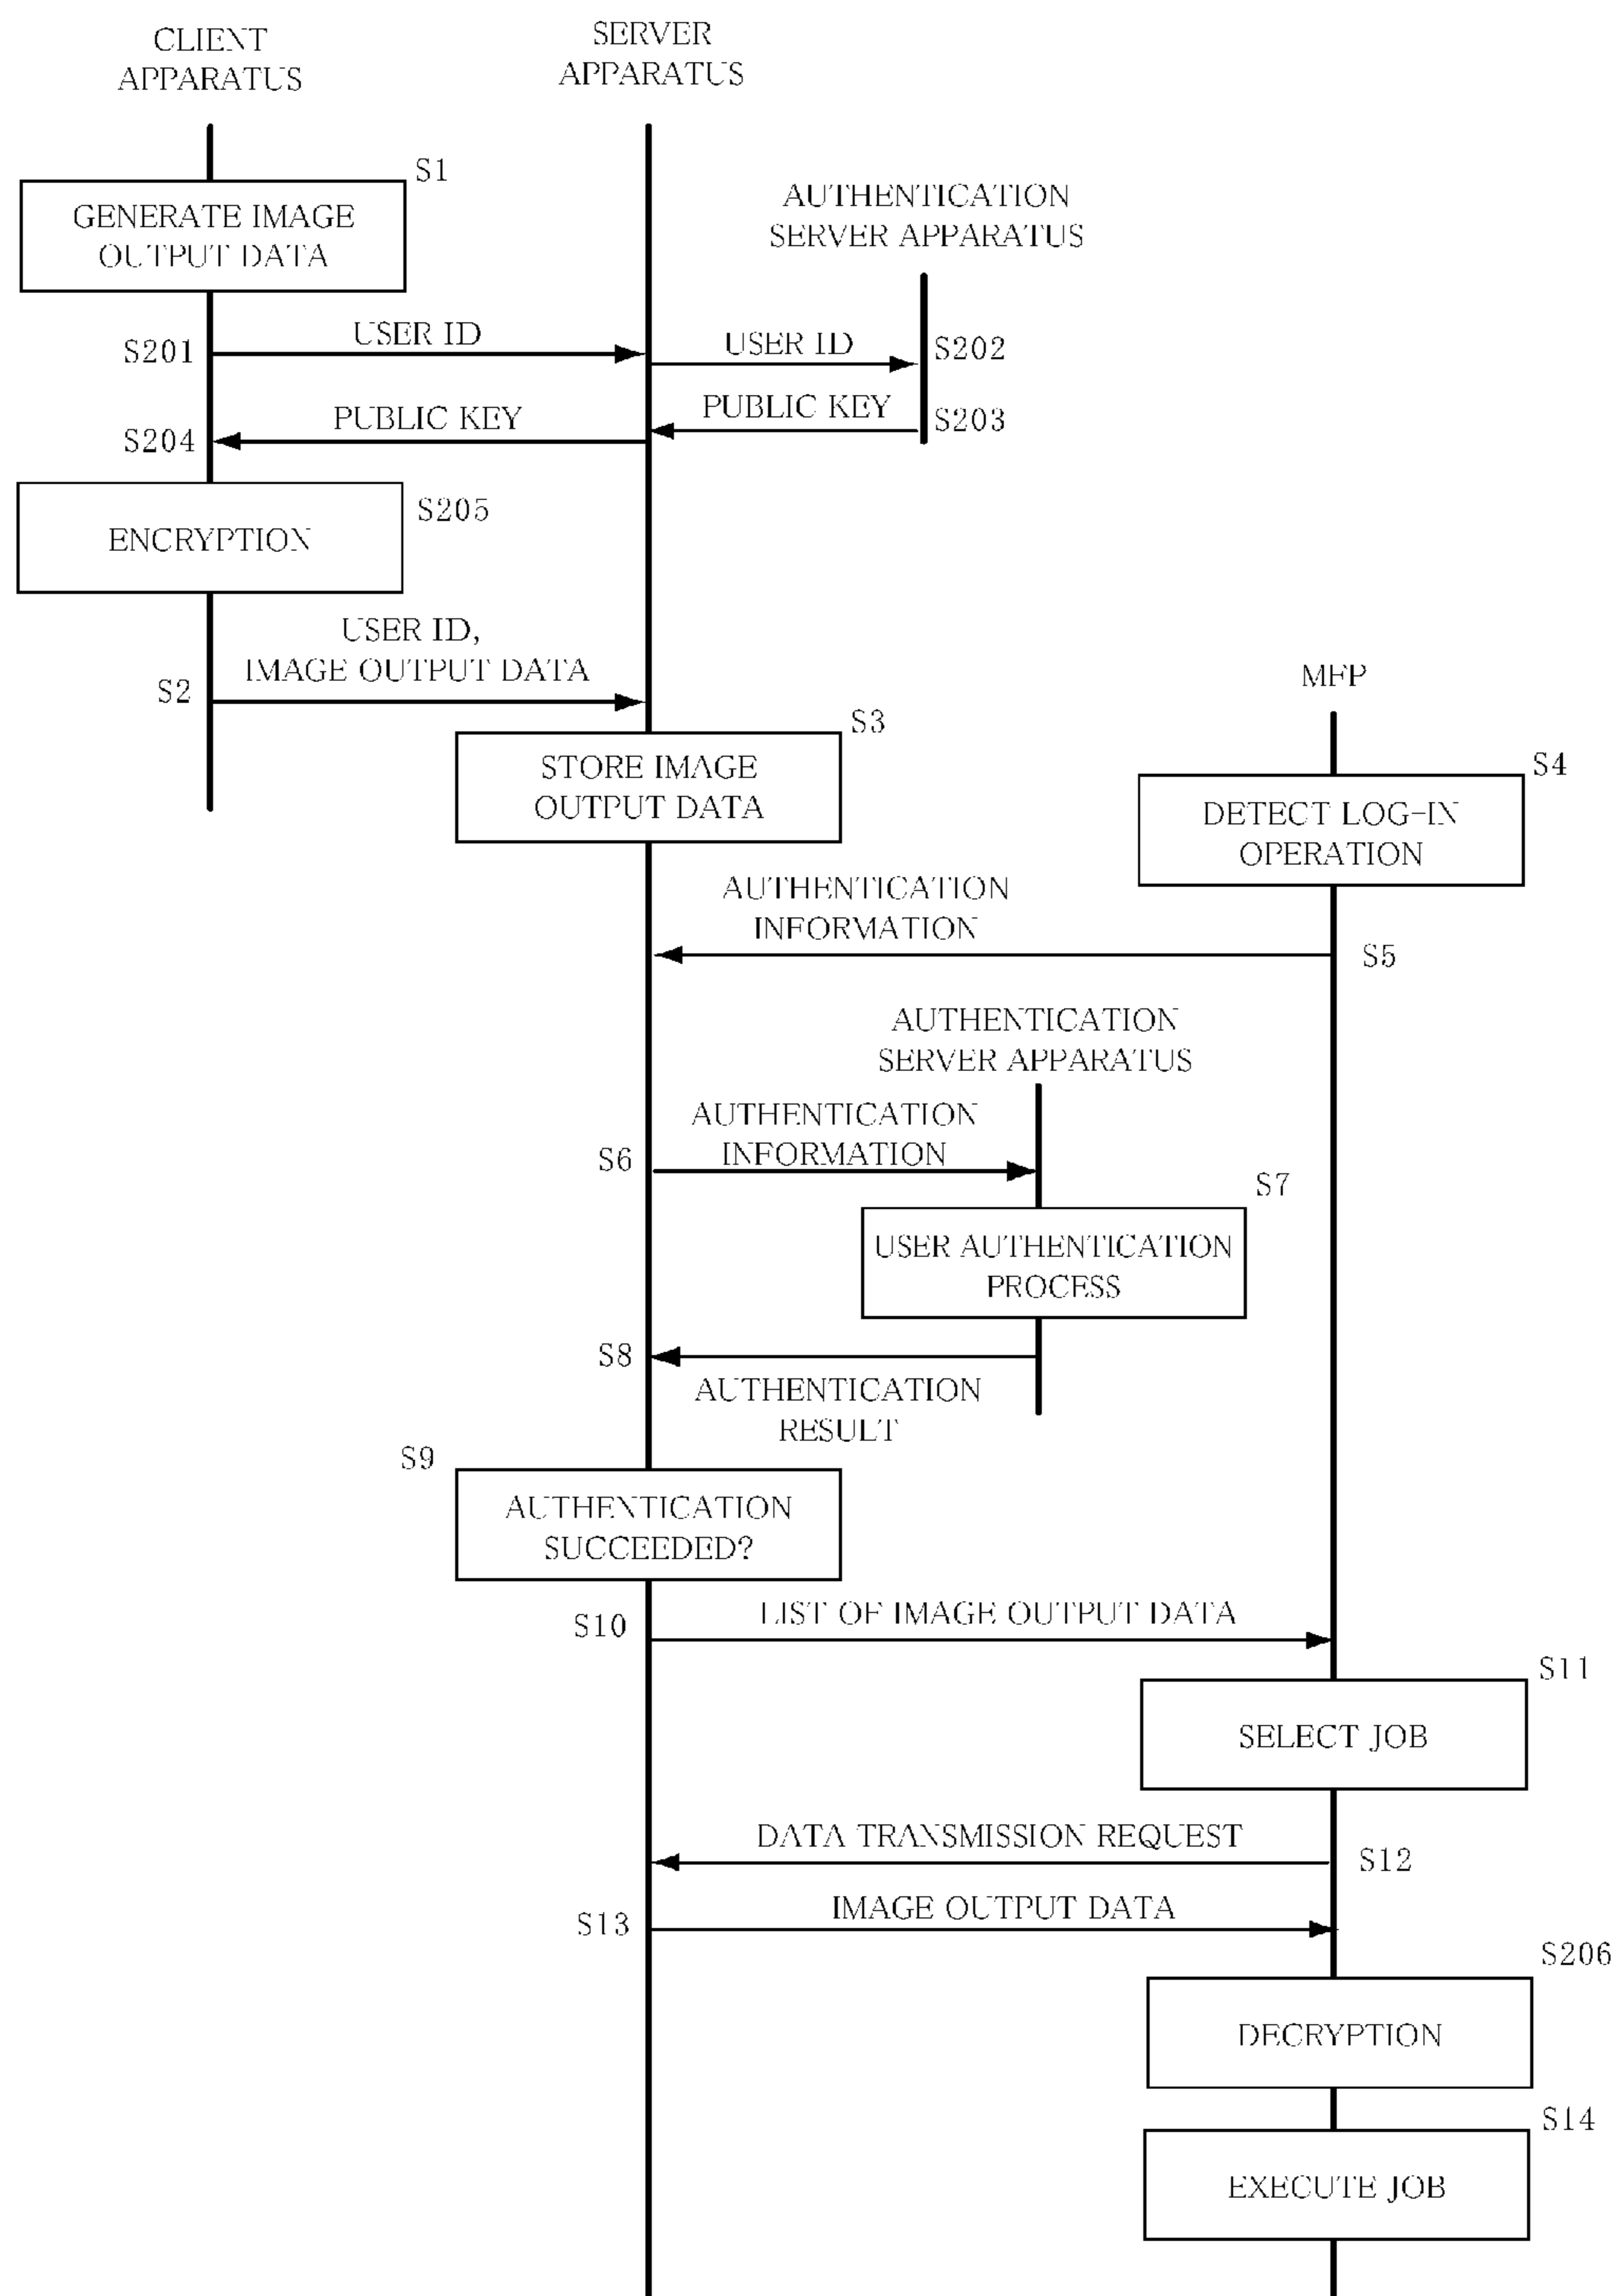 CLIENT
APPARATUS
SERVER
APPARATUS
S1
GENERATE IMAGE
OUTPUT DATA
AUTHENTICATION
SERVER APPARATUS
S201
USER ID
USER ID
S202
PUBLIC KEY
S203
S204
PUBLIC KEY
S205
ENCRYPTION
USER ID,
IMAGE OUTPUT DATA
S2
MFP
S3
STORE IMAGE
OUTPUT DATA
S4
DETECT LOG-IN
OPERATION
AUTHENTICATION
INFORMATION
S5
AUTHENTICATION
SERVER APPARATUS
AUTHENTICATION
INFORMATION
S6
S7
USER AUTHENTICATION
PROCESS
S8
AUTHENTICATION
RESULT
S9
AUTHENTICATION
SUCCEEDED?
S10
LIST OF IMAGE OUTPUT DATA
S11
SELECT JOB
DATA TRANSMISSION REQUEST
S12
S13
IMAGE OUTPUT DATA
S206
DECRYPTION
S14
EXECUTE JOB